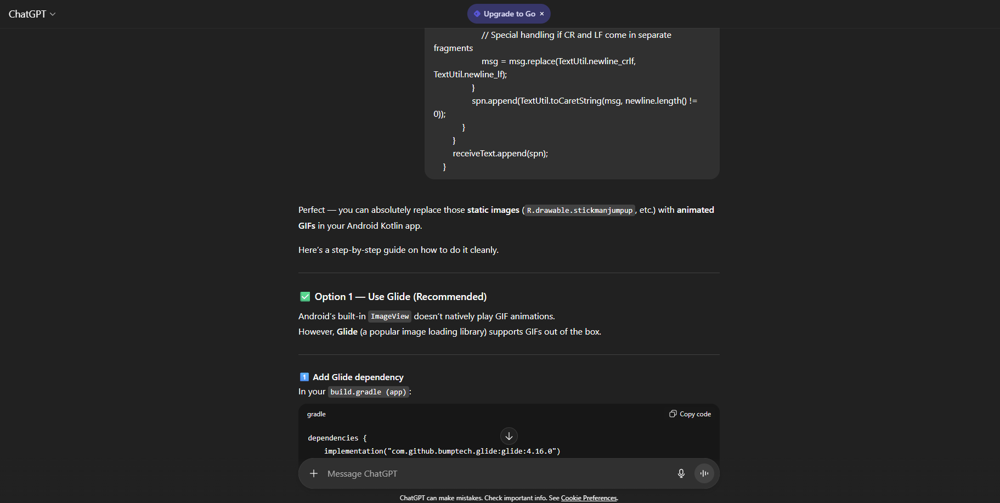 ChatGPT
Upgrade to Go ×
// Special handling if CR and LF come in separate
fragments
msg = msg.replace(TextUtil.newline_crlf,
TextUtil.newline_lf);
}
spn.append(TextUtil.toCaretString(msg, newline.length() !=
0));
}
}
receiveText.append(spn);
}
Perfect — you can absolutely replace those static images (R.drawable.stickmanjumpup, etc.) with animated
GIFs in your Android Kotlin app.
Here’s a step-by-step guide on how to do it cleanly.
✅ Option 1 — Use Glide (Recommended)
Android’s built-in ImageView doesn’t natively play GIF animations.
However, Glide (a popular image loading library) supports GIFs out of the box.
1️⃣ Add Glide dependency
In your build.gradle (app):
gradle
Copy code
dependencies {
implementation("com.github.bumptech.glide:glide:4.16.0")
Message ChatGPT
ChatGPT can make mistakes. Check important info. See Cookie Preferences.